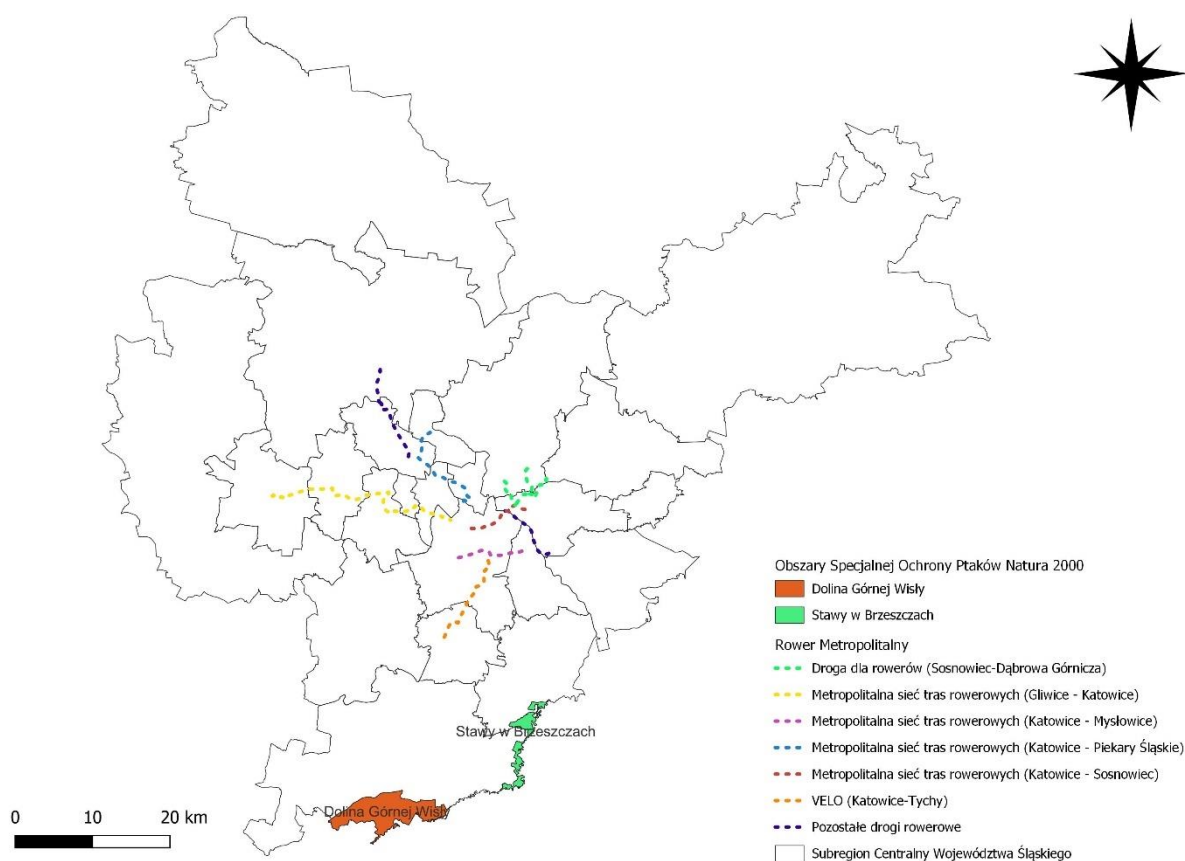 Stawy w Brzeszczach
Dolina Górnej Wisły
0 10 20 km
Obszary Specjalnej Ochrony Ptaków Natura 2000
Dolina Górnej Wisły
Stawy w Brzeszczach
Rower Metropolitalny
Droga dla rowerów (Sosnowiec-Dąbrowa Górnicza)
Metropolitalna sieć tras rowerowych (Gliwice - Katowice)
Metropolitalna sieć tras rowerowych (Katowice - Mysłowice)
Metropolitalna sieć tras rowerowych (Katowice - Piekary Śląskie)
Metropolitalna sieć tras rowerowych (Katowice - Sosnowiec)
VELO (Katowice-Tychy)
Pozostałe drogi rowerowe
Subregion Centralny Województwa Śląskiego